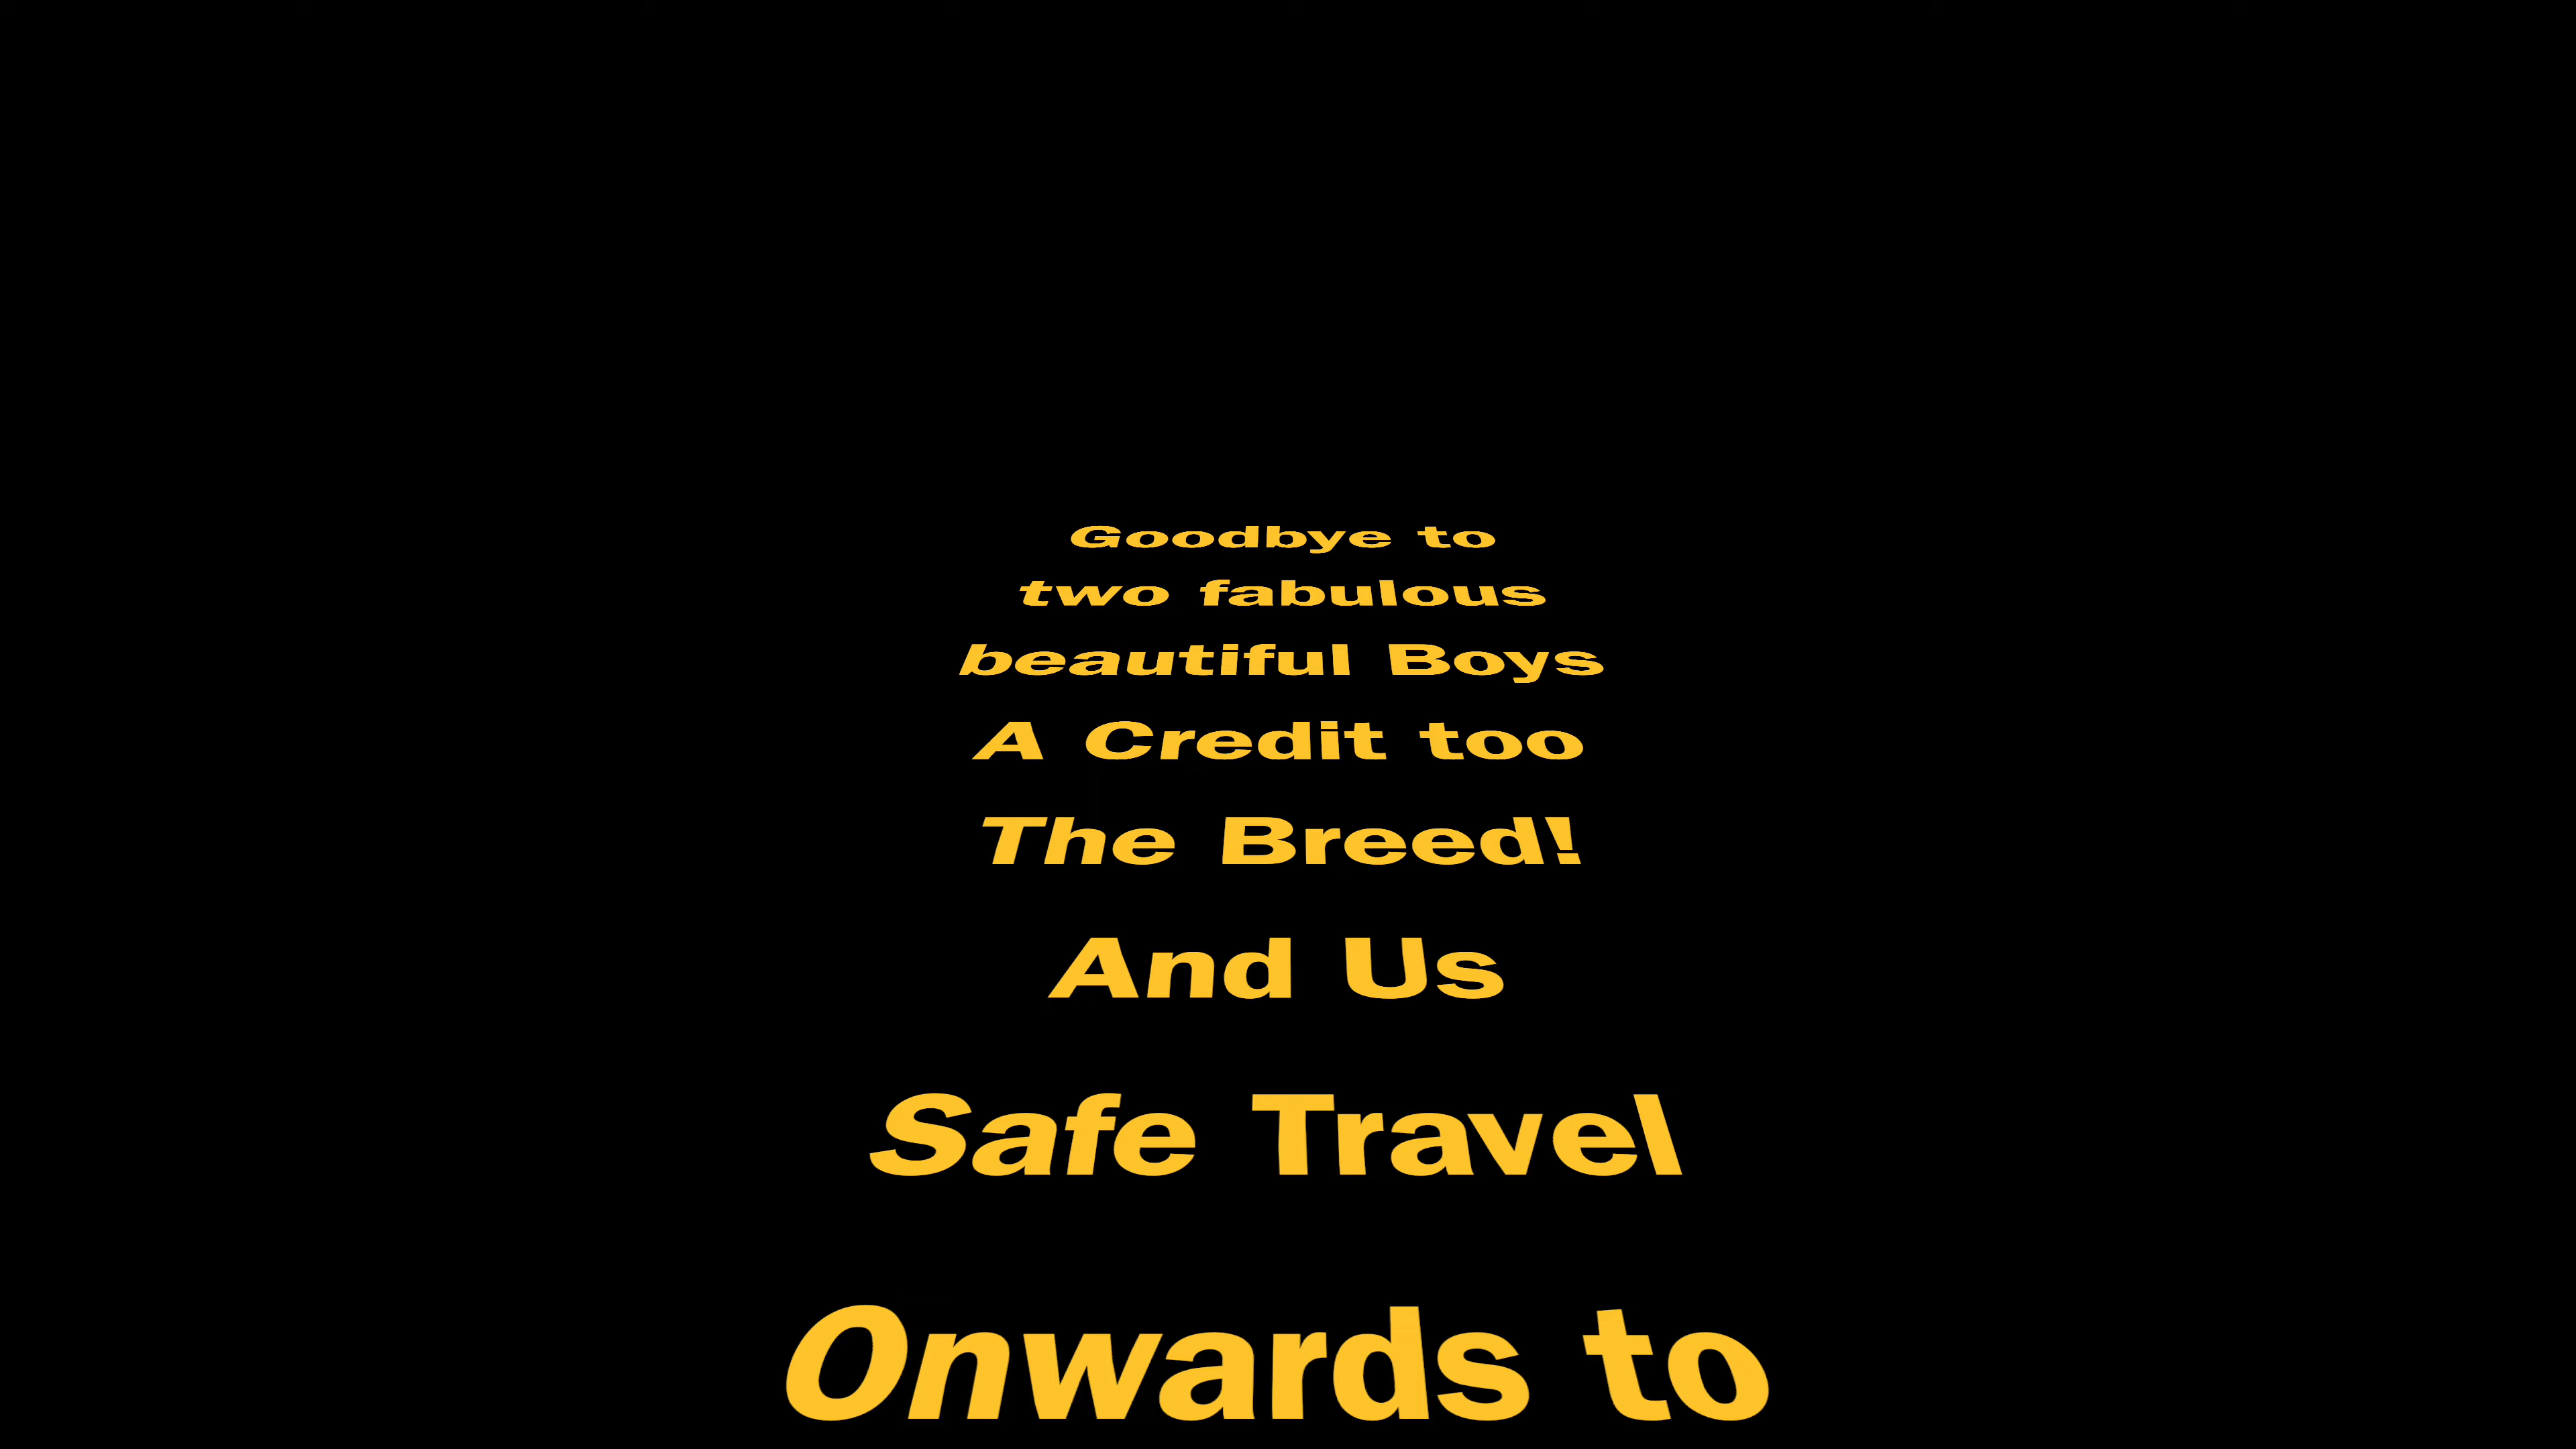 Goodbye to
two fabulous
beautiful Boys
A Credit too
The Breed!
And Us
Safe Travel
Onwards to